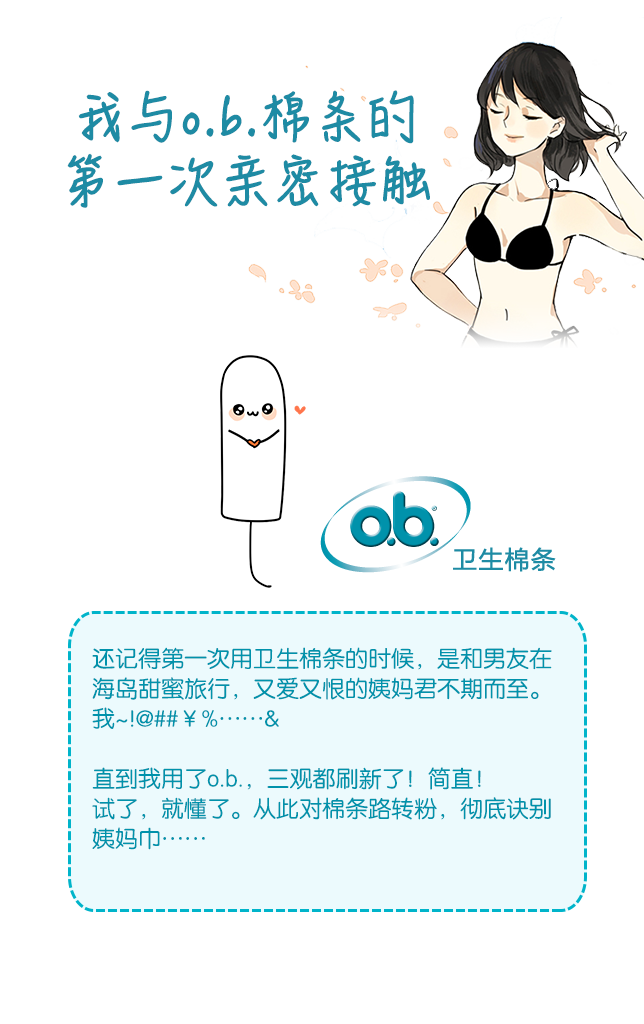 我与o.b.棉条的
第一次亲密接触
o.b.
卫生棉条
还记得第一次用卫生棉条的时候，是和男友在
海岛甜蜜旅行，又爱又恨的姨妈君不期而至。
我~!@##￥%……&
直到我用了o.b.，三观都刷新了！简直！
试了，就懂了。从此对棉条路转粉，彻底诀别
姨妈巾……